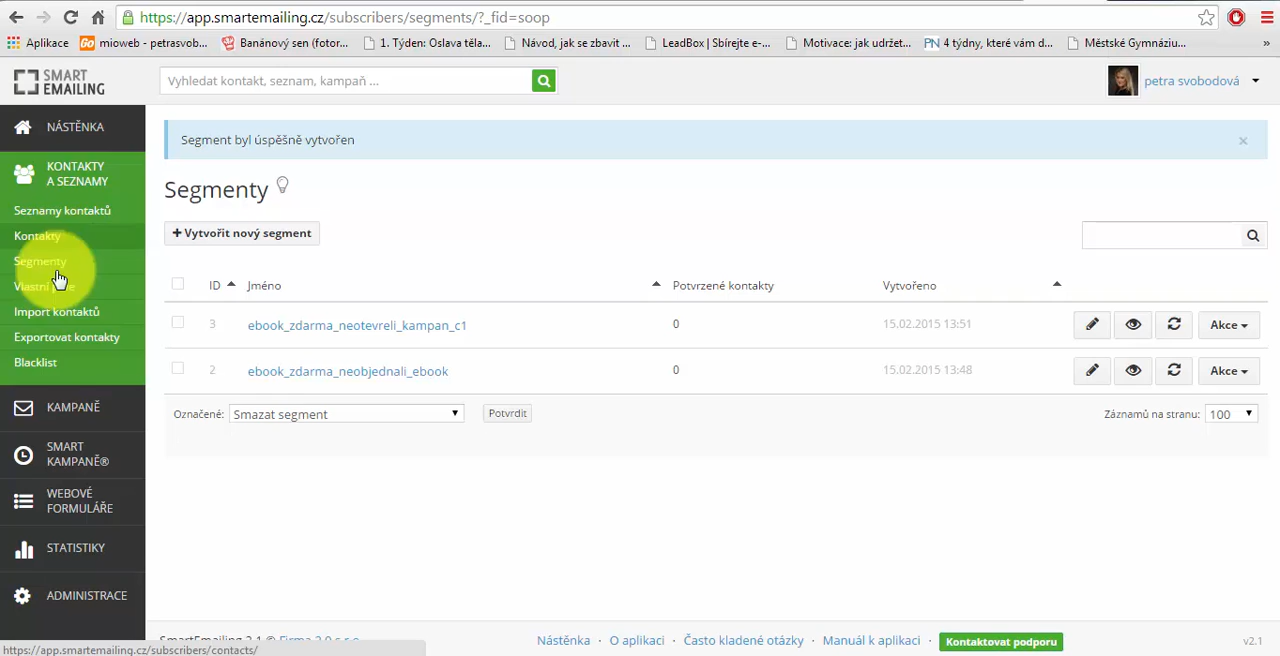 https://app.smartemailing.cz/subscribers/segments/?_fid=soop
Aplikace
mioweb - petrasvob...
Banánový sen (fotor...
1. Týden: Oslava těla...
Návod, jak se zbavit ...
LeadBox | Sbírejte e-...
Motivace: jak udržet...
PN 4 týdny, které vám d...
Městské Gymnáziu...
»
SMART
EMAILING
Vyhledat kontakt, seznam, kampaň ...
petra svobodová
NÁSTĚNKA
KONTAKTY
A SEZNAMY
Seznamy kontaktů
Kontakty
Segmenty
Import kontaktů
Exportovat kontakty
Blacklist
KAMPANĚ
SMART
KAMPANĚ®
WEBOVÉ
FORMULÁŘE
STATISTIKY
ADMINISTRACE
Segment byl úspěšně vytvořen
×
Segmenty
+ Vytvořit nový segment
ID Jméno Potvrzené kontakty Vytvořeno
3 ebook_zdarma_neotevreli_kampan_c1 0 15.02.2015 13:51 Akce
2 ebook_zdarma_neobjednali_ebook 0 15.02.2015 13:48 Akce
Označené: Smazat segment Potvrdit Záznamů na stranu: 100
SmartEmailing 2.1 © Firma 2.0 s.r.o.
Nástěnka · O aplikaci · Často kladené otázky · Manuál k aplikaci · Kontaktovat podporu v2.1
https://app.smartemailing.cz/subscribers/contacts/